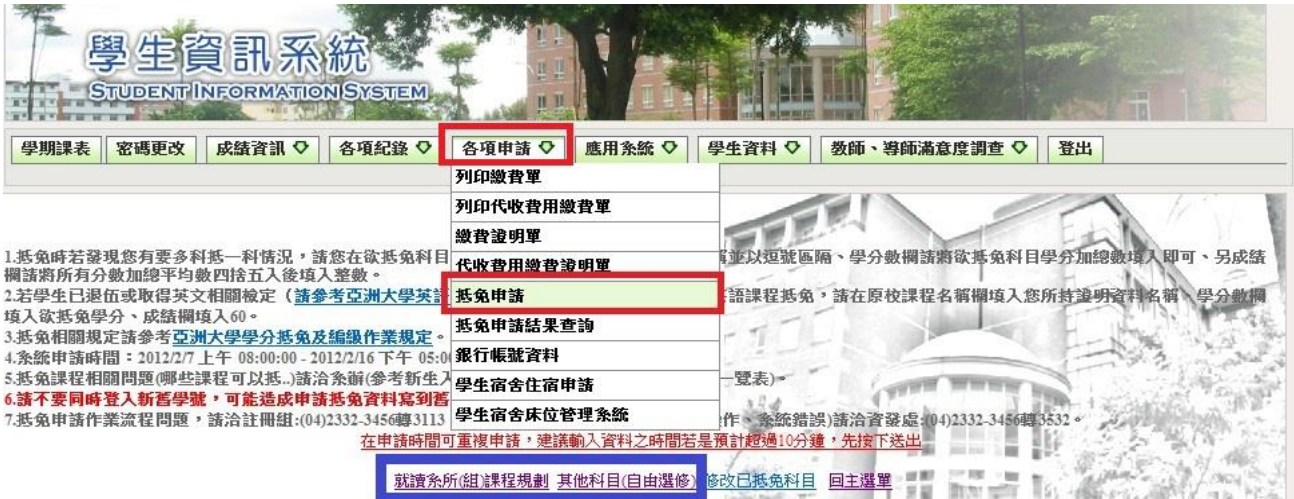 學生資訊系統
STUDENT INFORMATION SYSTEM
學期課表 密碼更改 成績資訊 各項紀錄 各項申請 應用系統 學生資料 教師、導師滿意度調查 登出
列印繳費單
列印代收費用繳費單
繳費證明單
代收費用繳費證明單
抵免申請
抵免申請結果查詢
銀行帳號資料
學生宿舍住宿申請
學生宿舍床位管理系統
1.抵免時若發現您有要多科抵一科情況，請您在欲抵免科目 並以逗號區隔、學分數欄請將欲抵免科目學分加總數填入即可、另成績
欄請將所有分數加總平均數四捨五入後填入整數。
2.若學生已退伍或取得英文相關檢定（請參考亞洲大學英語 語課程抵免，請在原校課程名稱欄填入您所持證明資料名稱、學分數欄
填入欲抵免學分、成績欄填入60。
3.抵免相關規定請參考亞洲大學學分抵免及編級作業規定。
4.系統申請時間：2012/2/7 上午 08:00:00 - 2012/2/16 下午 05:0
5.抵免課程相關問題(哪些課程可以抵..)請洽系辦(參考新生入 一覽表)。
6.請不要同時登入新舊學號，可能造成申請抵免資料寫到舊
7.抵免申請作業流程問題，請洽註冊組:(04)2332-3456轉3113 作、系統錯誤)請洽資發處:(04)2332-3456轉3532。
在申請時間可重複申請，建議輸入資料之時間若是預計超過10分鐘，先按下送出
就讀系所(組)課程規劃 其他科目(自由選修) 修改已抵免科目 回主選單